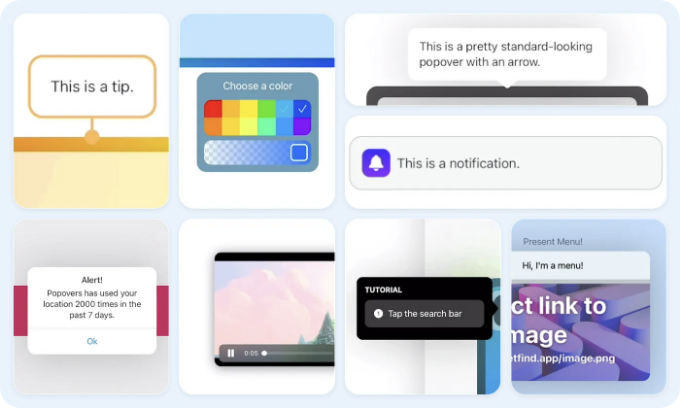 This is a tip.
Choose a color
This is a pretty standard-looking
popover with an arrow.
This is a notification.
Alert!
Popovers has used your
location 2000 times in the
past 7 days.
Ok
0:05
TUTORIAL
1 Tap the search bar
Present Menu!
Hi, I'm a menu!
ct link to
mage
etfind.app/image.png